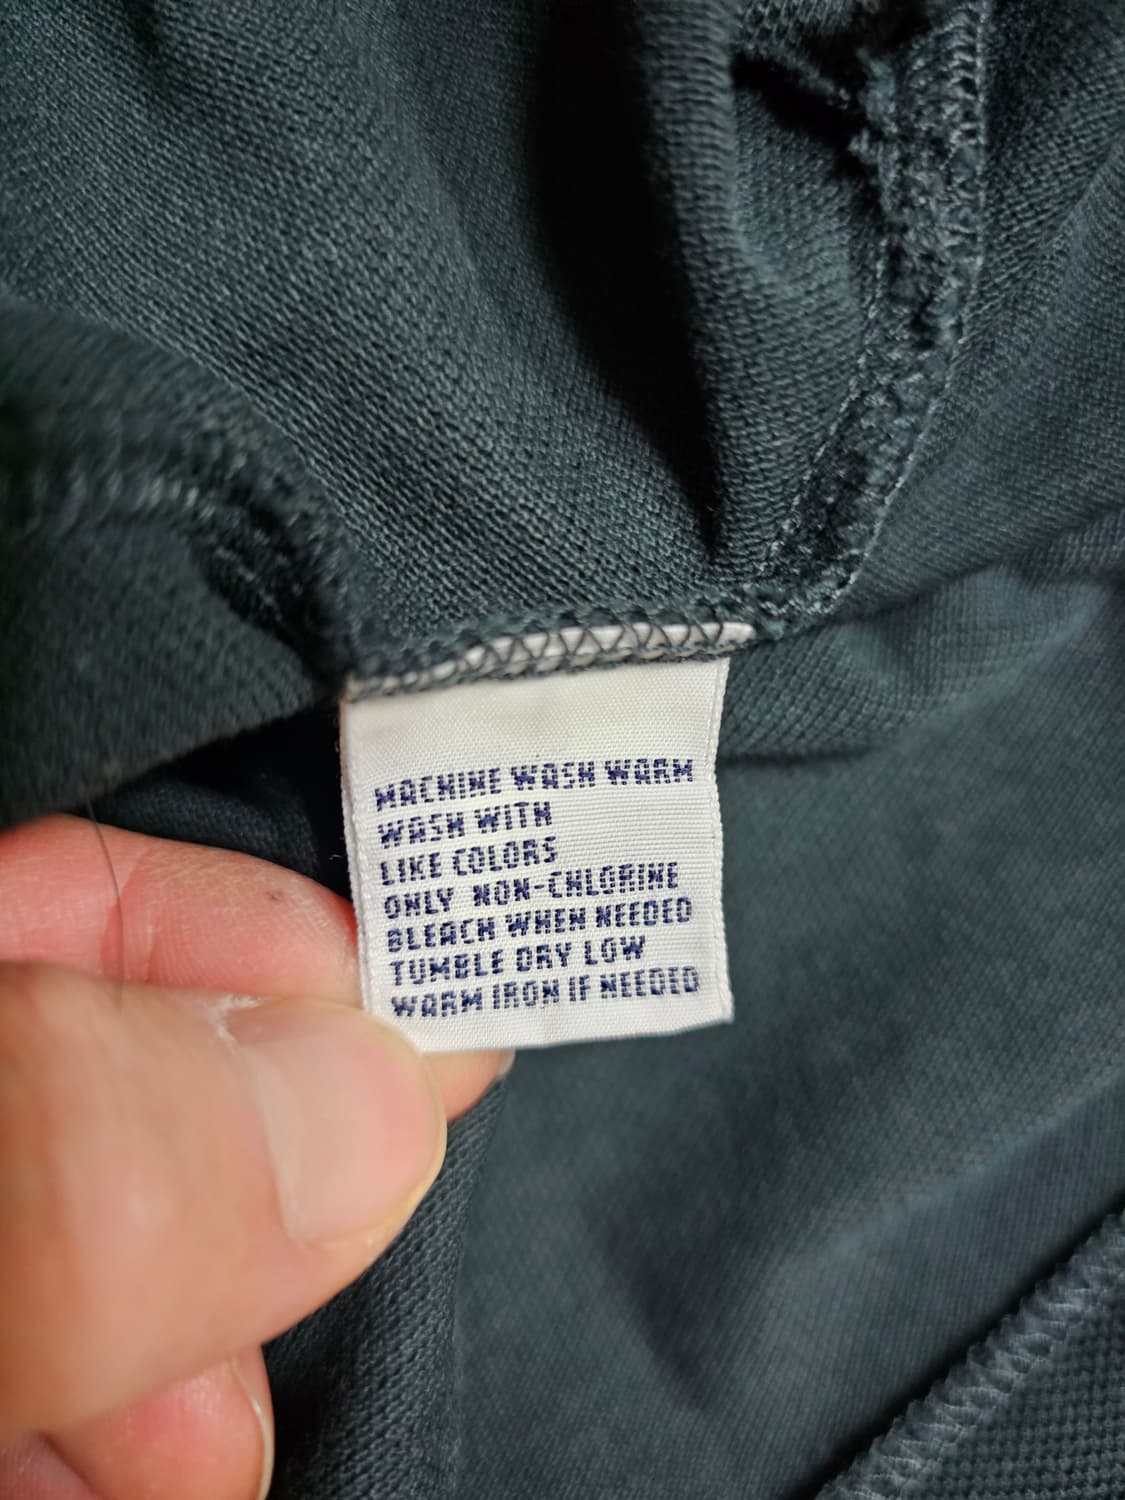 MACHINE WASH WARM
WASH WITH
LIKE COLORS
ONLY NON-CHLORINE
BLEACH WHEN NEEDED
TUMBLE DRY LOW
WARM IRON IF NEEDED